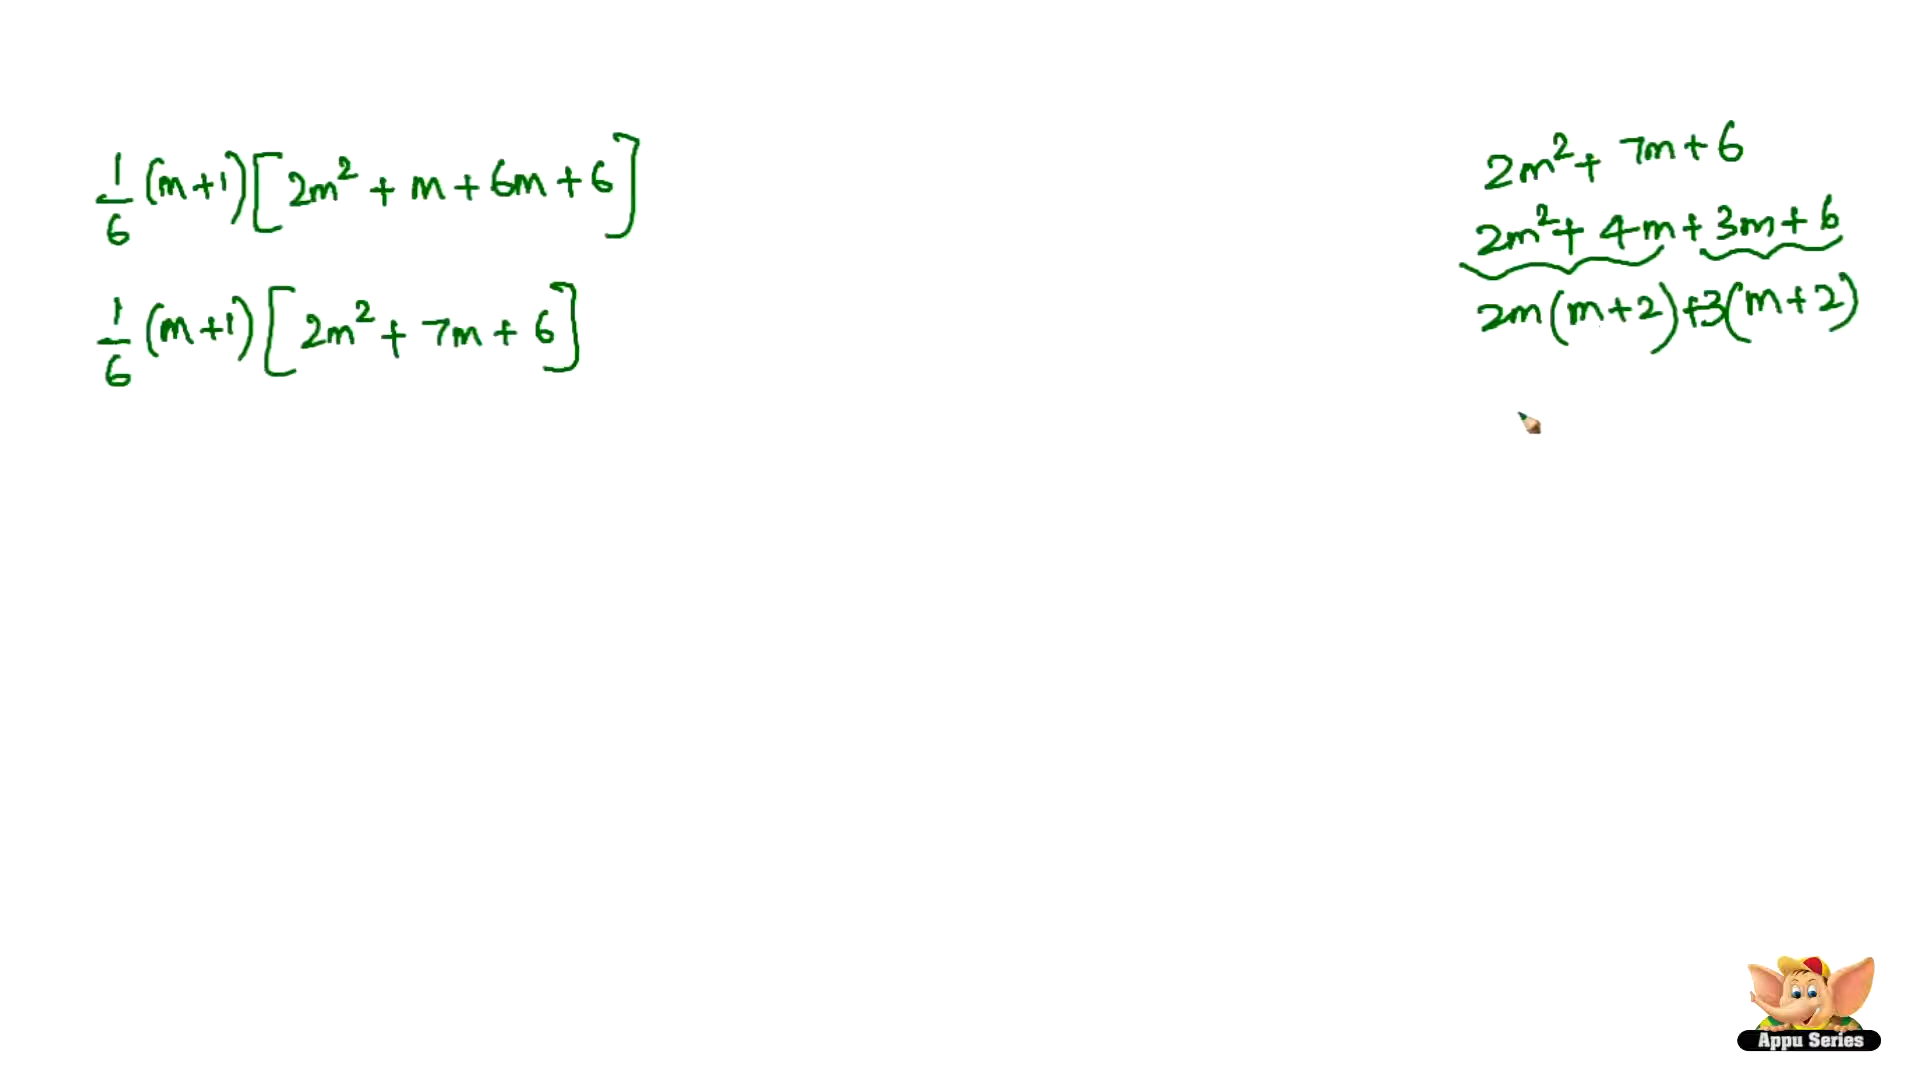 1/6 (m+1)[2m² + m + 6m + 6]
1/6 (m+1)[2m² + 7m + 6]
2m² + 7m + 6
2m² + 4m + 3m + 6
2m(m+2)+3(m+2)
Appu Series